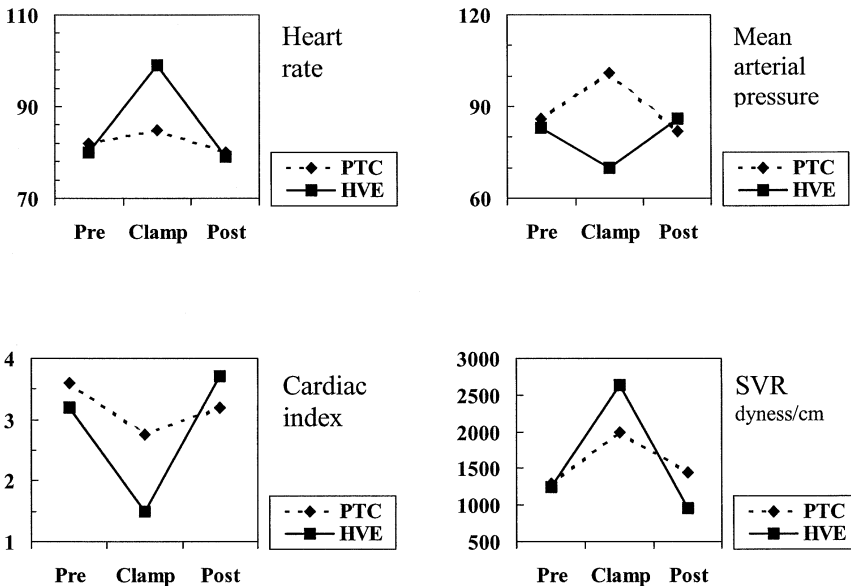 110
90
70
Pre Clamp Post
Heart
rate
PTC
HVE
120
90
60
Pre Clamp Post
Mean
arterial
pressure
PTC
HVE
4
3
2
1
Pre Clamp Post
Cardiac
index
PTC
HVE
3000
2500
2000
1500
1000
500
Pre Clamp Post
SVR
dyness/cm
PTC
HVE